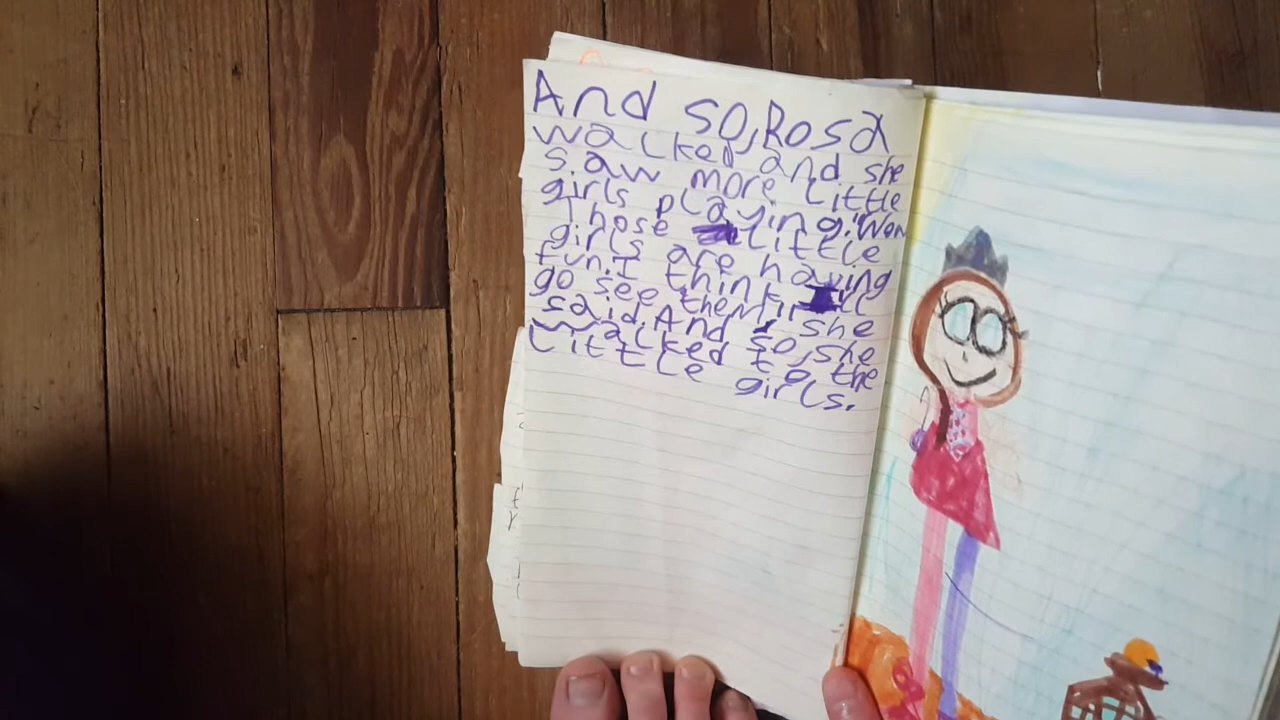 And so, Rosa
walked and she
saw more little
girls playing. "Wow
Those little
girls are having
fun. I think I'll
go see them." she
said. And so, she
walked to the
little girls.